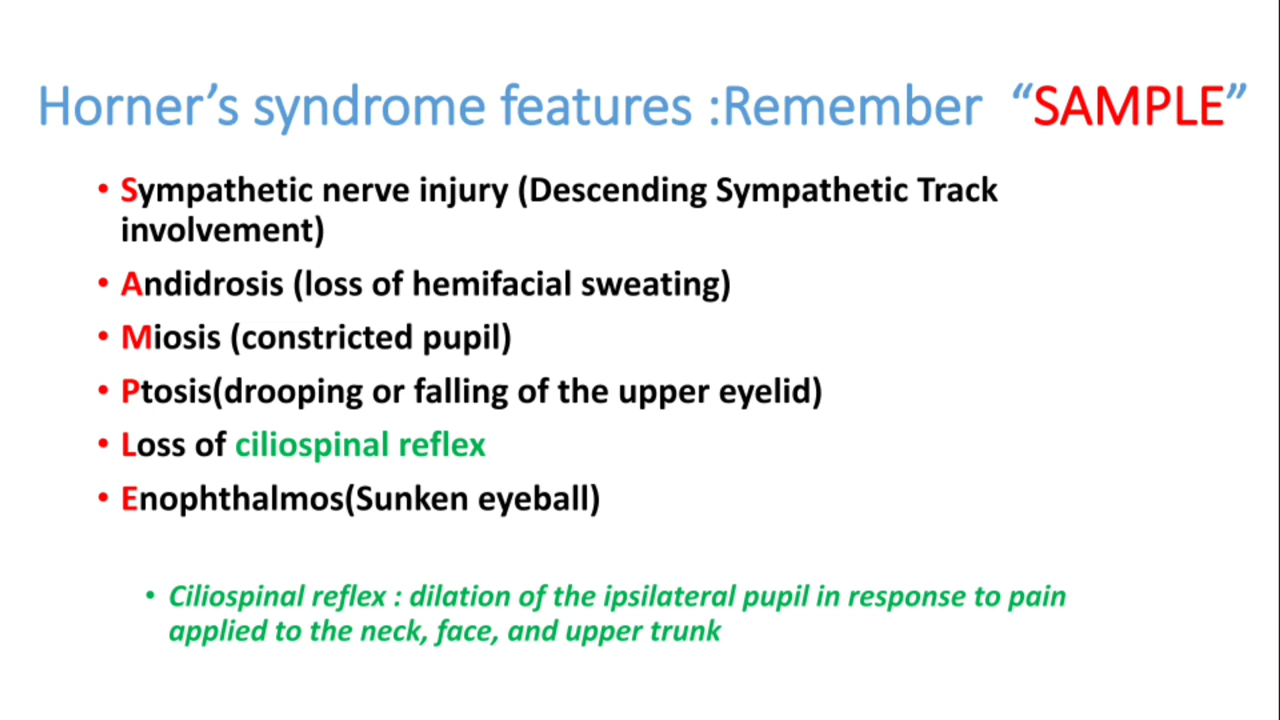 Horner’s syndrome features :Remember “SAMPLE”
• Sympathetic nerve injury (Descending Sympathetic Track
involvement)
• Andidrosis (loss of hemifacial sweating)
• Miosis (constricted pupil)
• Ptosis(drooping or falling of the upper eyelid)
• Loss of ciliospinal reflex
• Enophthalmos(Sunken eyeball)
• Ciliospinal reflex : dilation of the ipsilateral pupil in response to pain
applied to the neck, face, and upper trunk